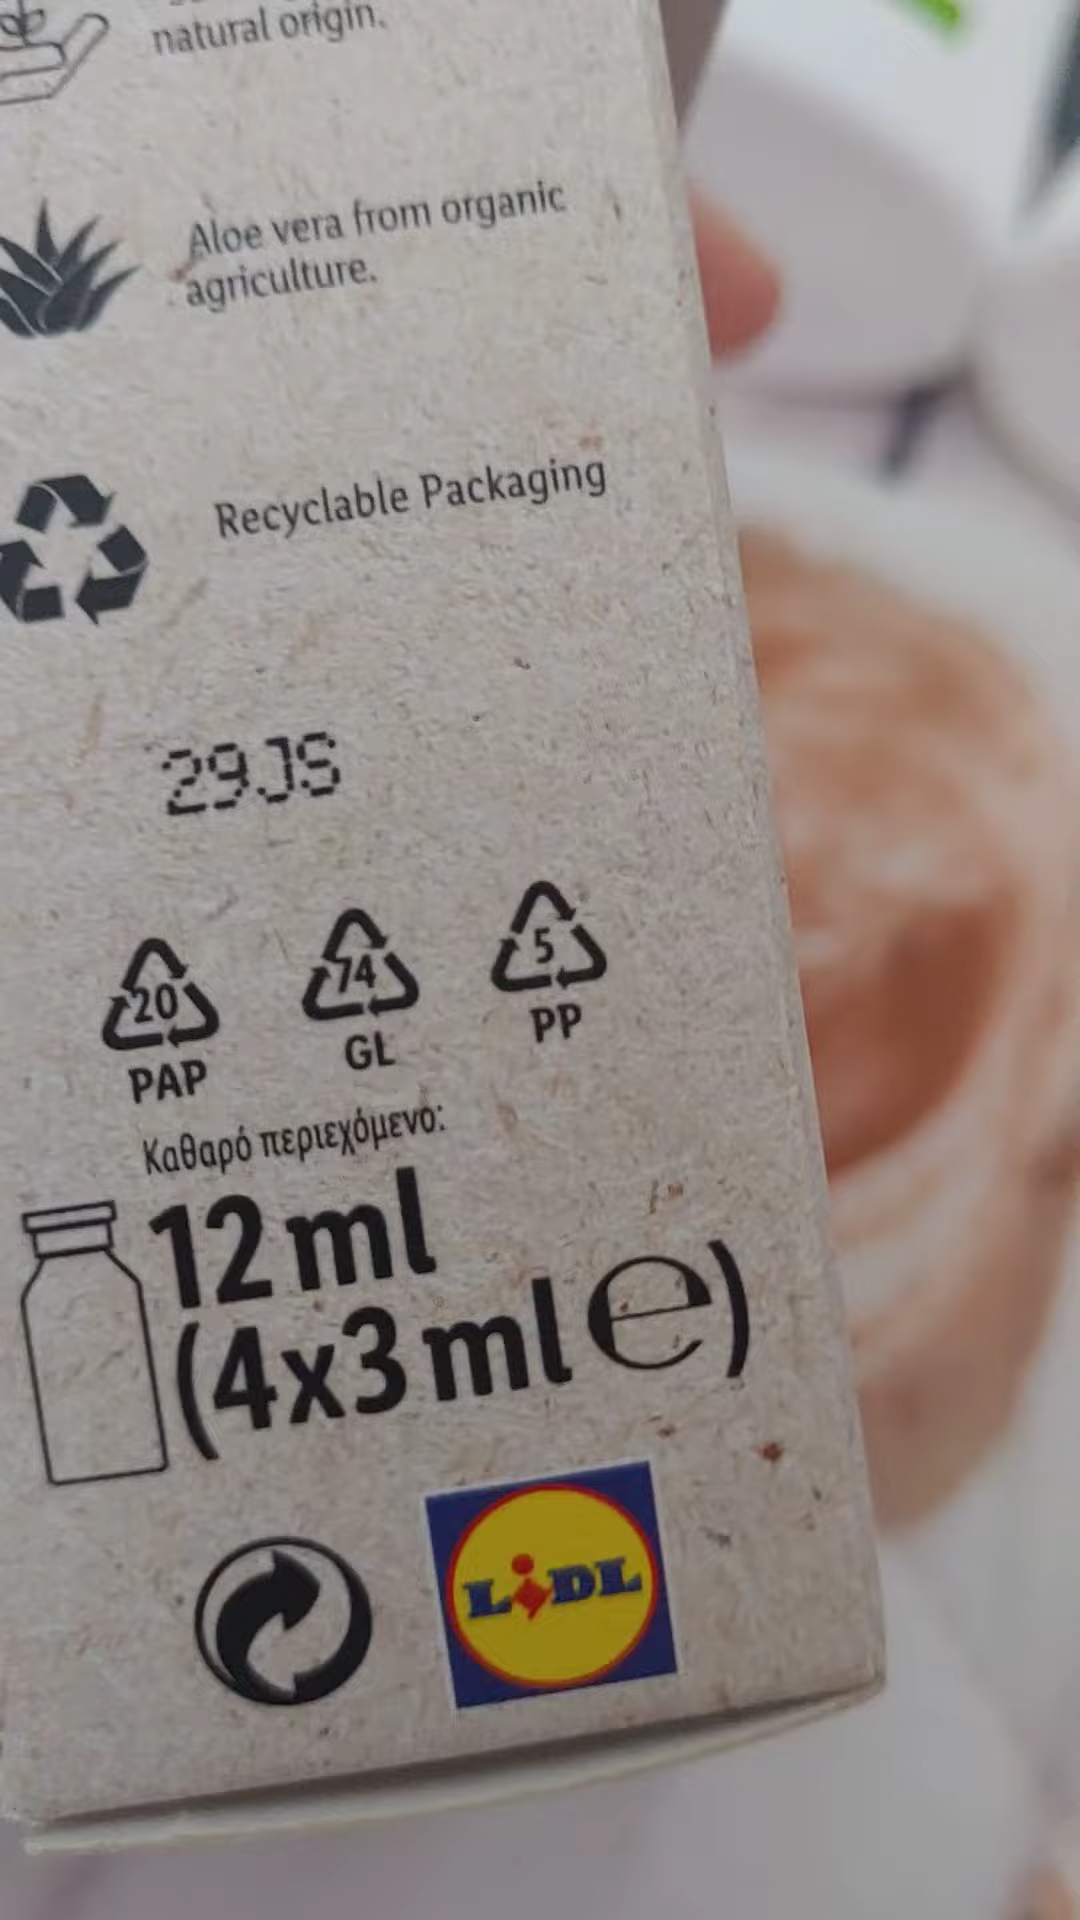 natural origin.
Aloe vera from organic
agriculture.
Recyclable Packaging
29JS
20 74 5
PAP GL PP
Καθαρό περιεχόμενο:
12 ml
(4x3 ml e)
LIDL